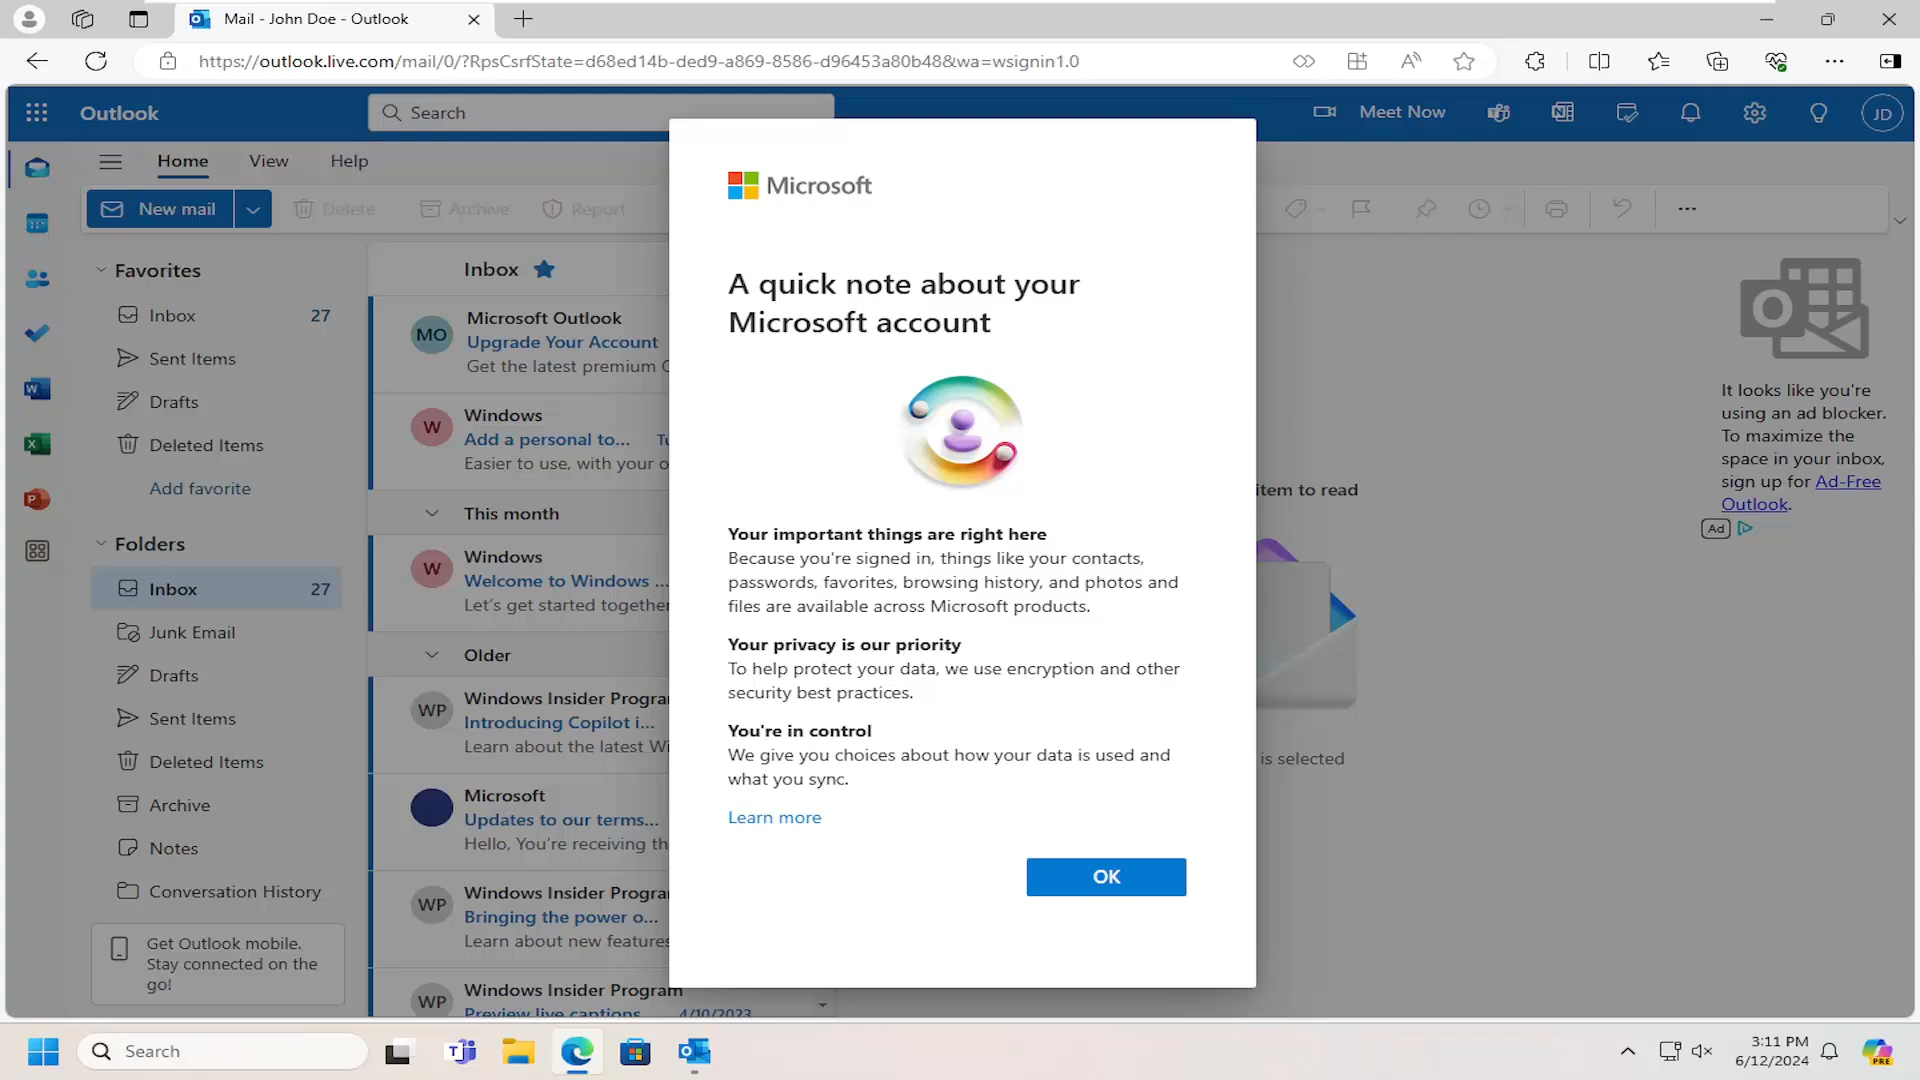 Mail - John Doe - Outlook
https://outlook.live.com/mail/0/?RpsCsrfState=d68ed14b-ded9-a869-8586-d96453a80b48&wa=wsignin1.0
Outlook
Search
Meet Now
JD
Home
View
Help
New mail
Delete
Archive
Report
Favorites
Inbox 27
Sent Items
Drafts
Deleted Items
Add favorite
Folders
Inbox 27
Junk Email
Drafts
Sent Items
Deleted Items
Archive
Notes
Conversation History
Get Outlook mobile.
Stay connected on the
go!
Inbox
MO
Microsoft Outlook
Upgrade Your Account
Get the latest premium
W
Windows
Add a personal to...
Easier to use, with your o
This month
W
Windows
Welcome to Windows ...
Let's get started together
Older
WP
Windows Insider Program
Introducing Copilot i...
Learn about the latest Wi
Microsoft
Updates to our terms...
Hello, You're receiving th
WP
Windows Insider Program
Bringing the power o...
Learn about new features
WP
Windows Insider Program
Preview live captions 4/10/2023
Microsoft
A quick note about your
Microsoft account
Your important things are right here
Because you're signed in, things like your contacts,
passwords, favorites, browsing history, and photos and
files are available across Microsoft products.
Your privacy is our priority
To help protect your data, we use encryption and other
security best practices.
You're in control
We give you choices about how your data is used and
what you sync.
Learn more
OK
item to read
is selected
It looks like you're
using an ad blocker.
To maximize the
space in your inbox,
sign up for Ad-Free
Outlook.
Ad
Search
3:11 PM
6/12/2024
PRE